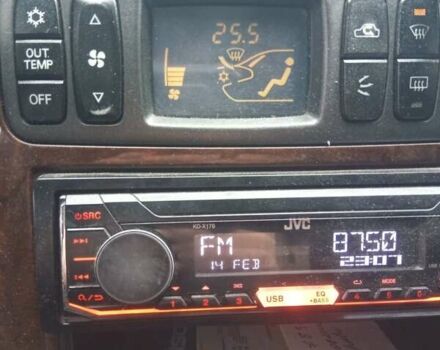 25.5
OUT.
TEMP
OFF
KD-X176
JVC
SRC
FM
8750
14 FEB
23:07
USB
EQ
+BASS
MODE
1
2
3
4
5
6